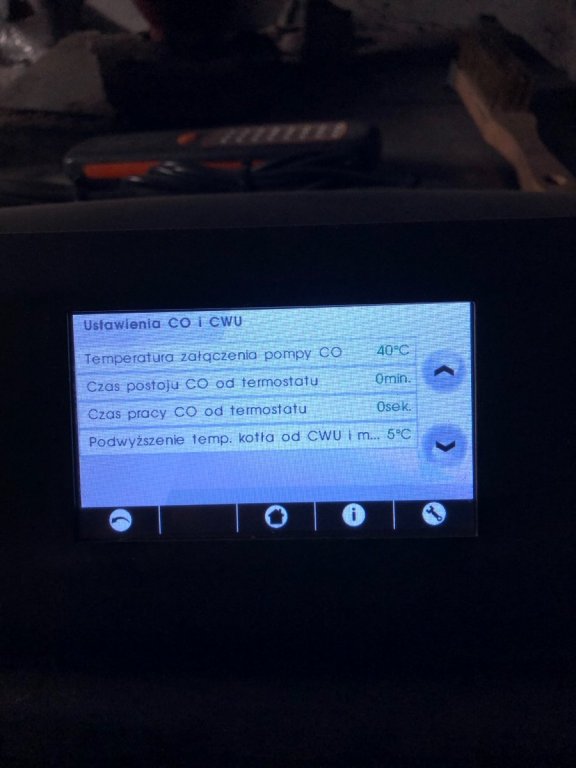 Ustawienia CO i CWU
Temperatura załączenia pompy CO 40°C
Czas postoju CO od termostatu 0min.
Czas pracy CO od termostatu 0sek.
Podwyższenie temp. kotła od CWU i m... 5°C